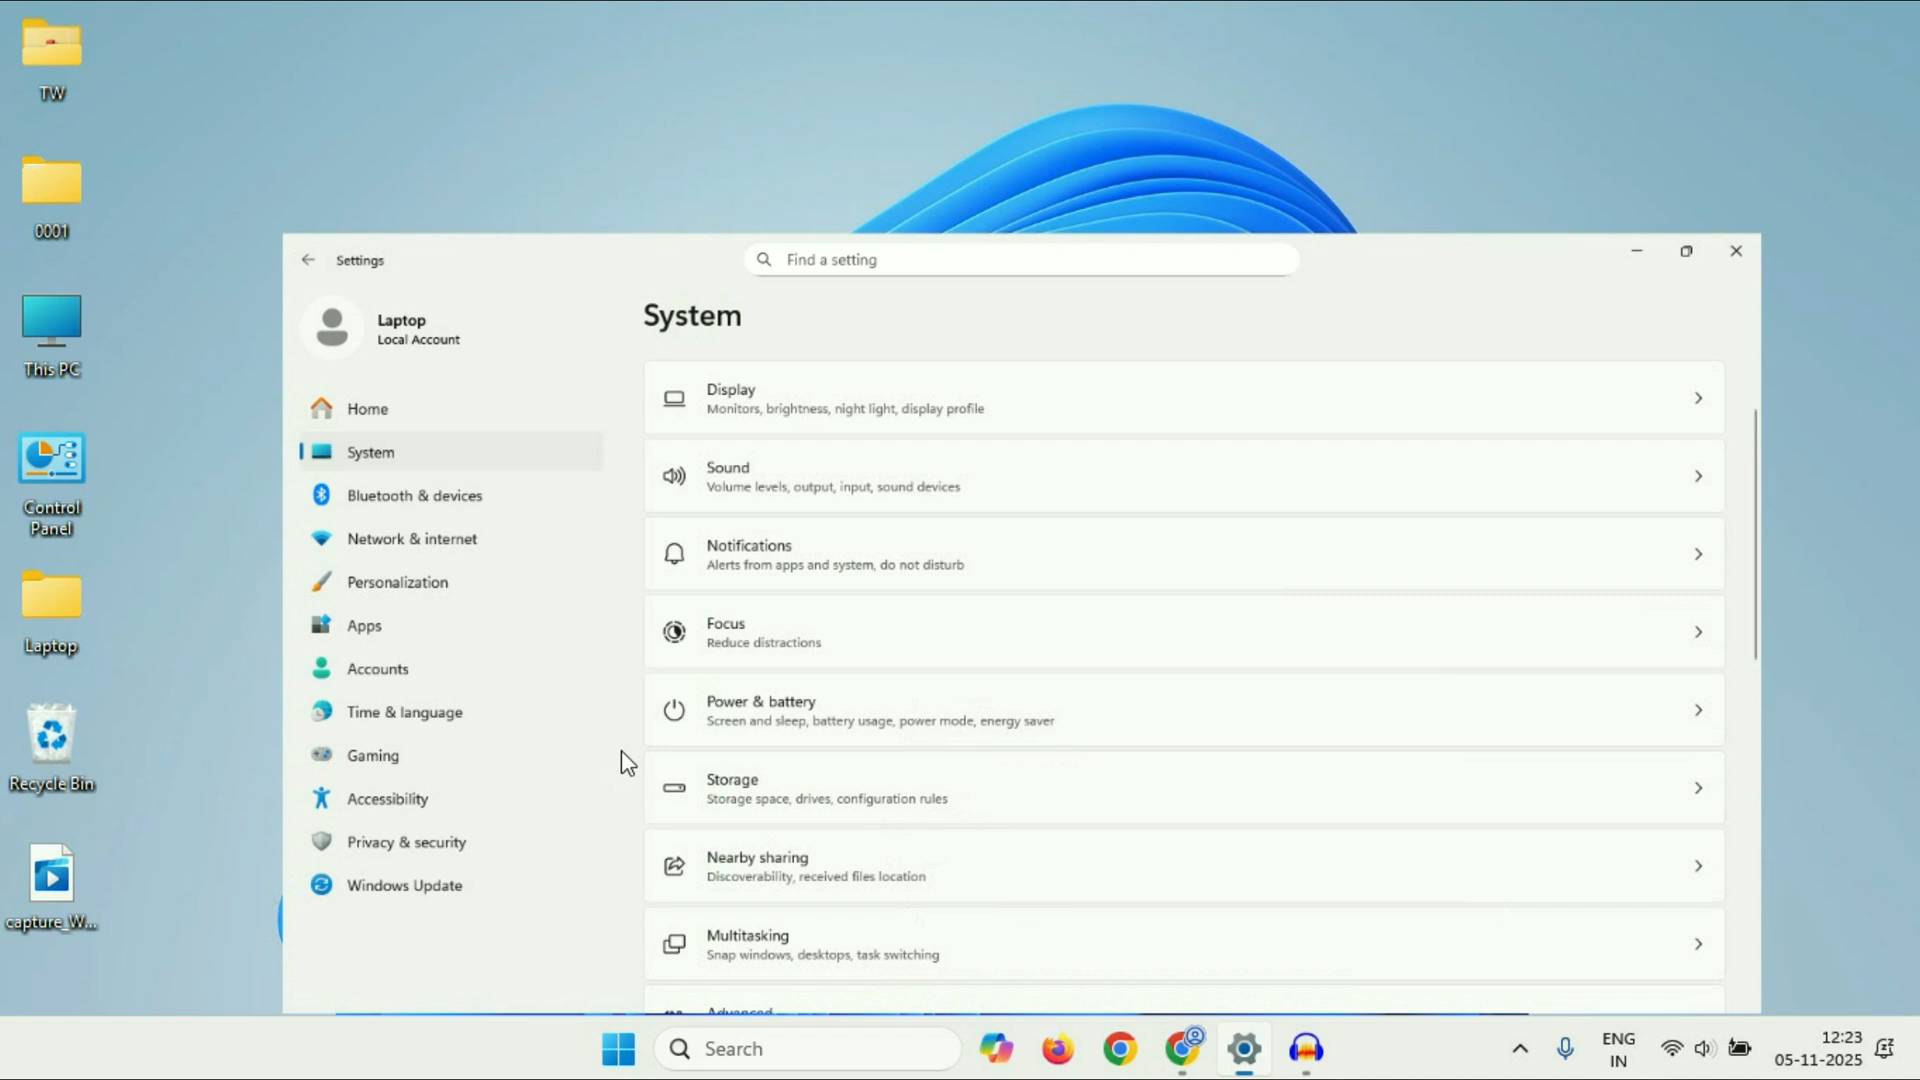 TW
0001
This PC
Control
Panel
Laptop
Recycle Bin
capture_W...
Settings
Find a setting
Laptop
Local Account
Home
System
Bluetooth & devices
Network & internet
Personalization
Apps
Accounts
Time & language
Gaming
Accessibility
Privacy & security
Windows Update
System
Display
Monitors, brightness, night light, display profile
Sound
Volume levels, output, input, sound devices
Notifications
Alerts from apps and system, do not disturb
Focus
Reduce distractions
Power & battery
Screen and sleep, battery usage, power mode, energy saver
Storage
Storage space, drives, configuration rules
Nearby sharing
Discoverability, received files location
Multitasking
Snap windows, desktops, task switching
Advanced
Search
ENG
IN
12:23
05-11-2025